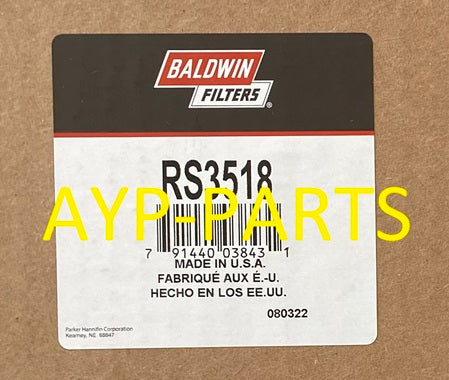 BALDWIN
FILTERS®
RS3518
AYP-PARTS
7 91440 03843 1
MADE IN U.S.A.
FABRIQUÉ AUX É.-U.
HECHO EN LOS EE.UU.
080322
Parker Hannifin Corporation
Kearney, NE 68847